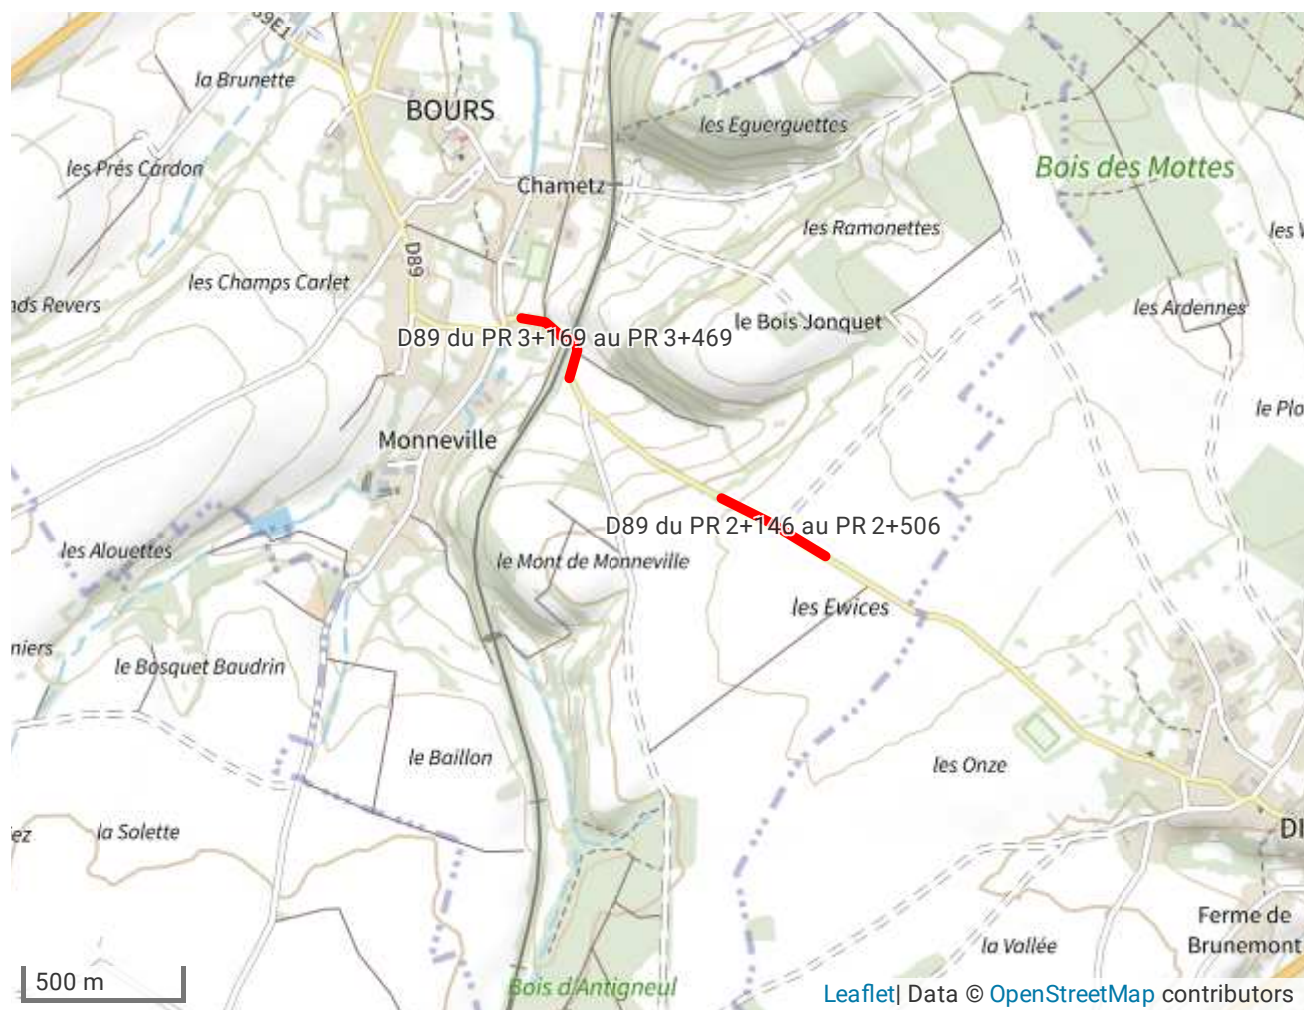 la Brunette
BOURS
les Eguerguettes
les Prés Cardon
Bois des Mottes
Chametz
les Ramonettes
D89
les Champs Carlet
les Ardennes
le Bois Jonquet
D89 du PR 3+169 au PR 3+469
Monneville
D89 du PR 2+146 au PR 2+506
les Alouettes
le Mont de Monneville
les Ewices
le Bosquet Baudrin
le Baillon
les Onze
la Solette
DI
Ferme de
Brunemont
la Vallée
500 m
Bois d'Antigneul
Leaflet| Data © OpenStreetMap contributors